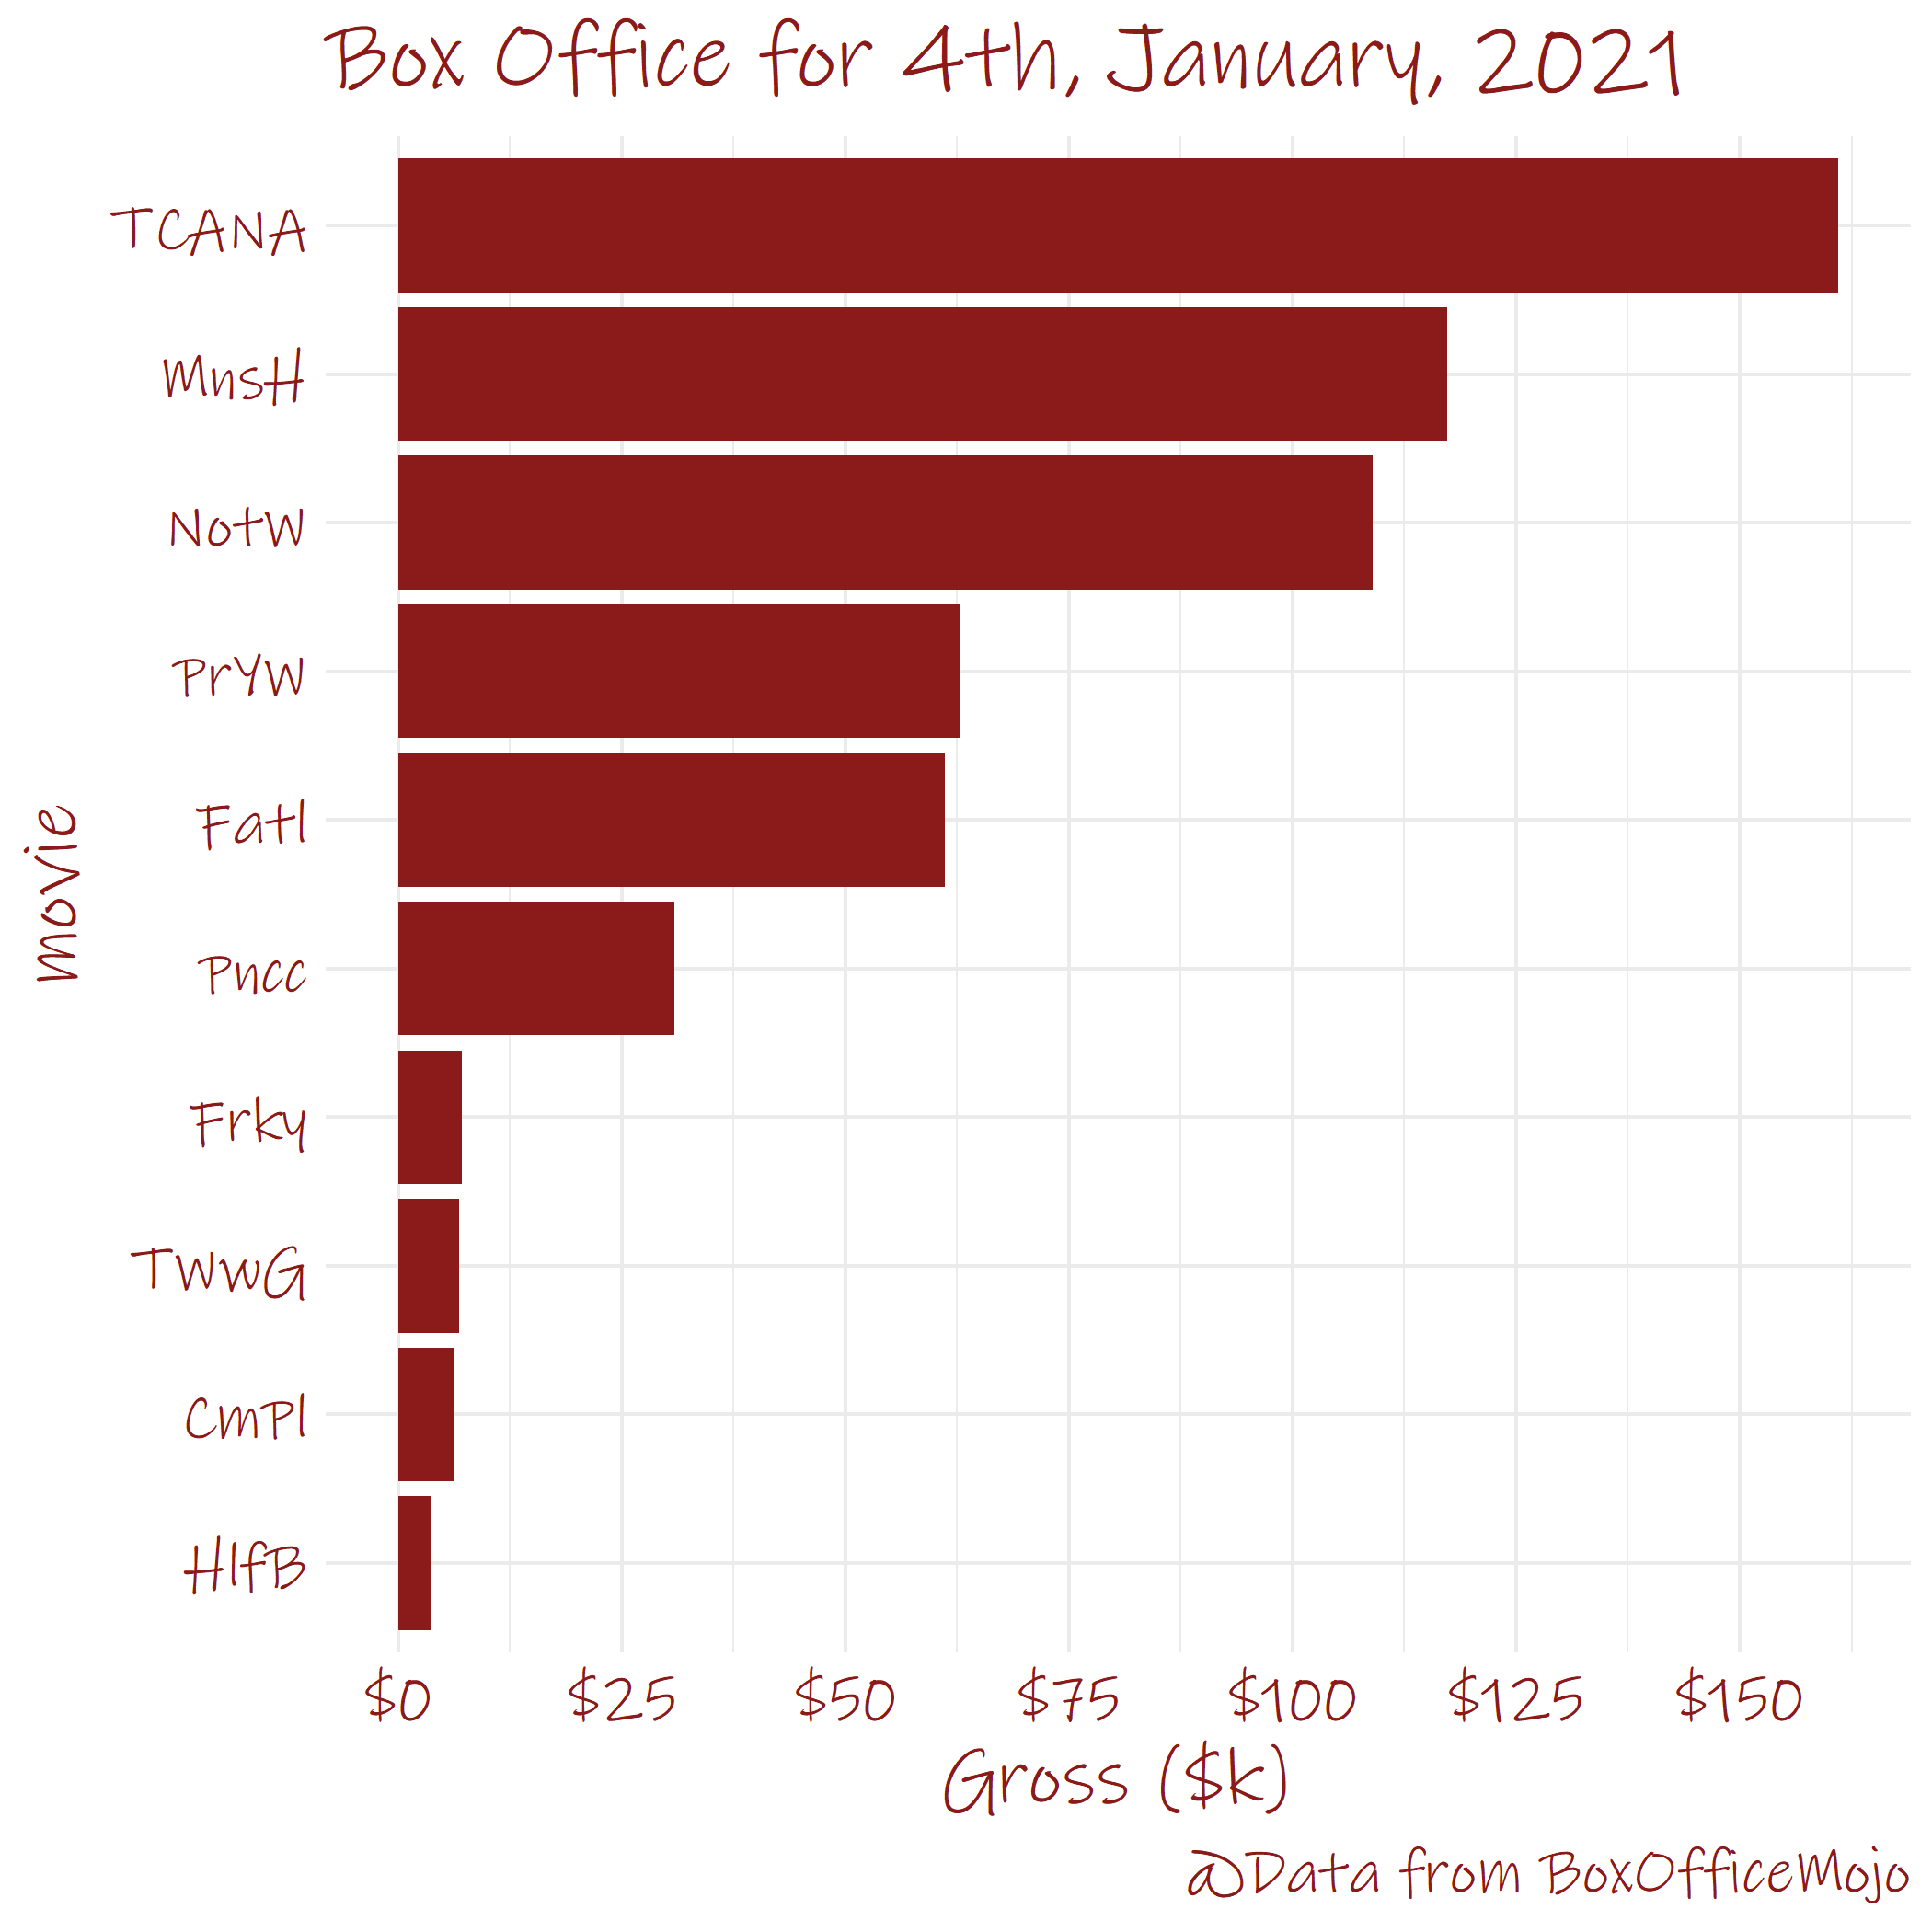 Box Office for 4th, January, 2021
TCANA
MnsH
NotW
PrYW
Fatl
Pncc
Frky
TWwG
CmPl
HlfB
movie
$0 $25 $50 $75 $100 $125 $150
Gross ($k)
@Data from BoxOfficeMojo